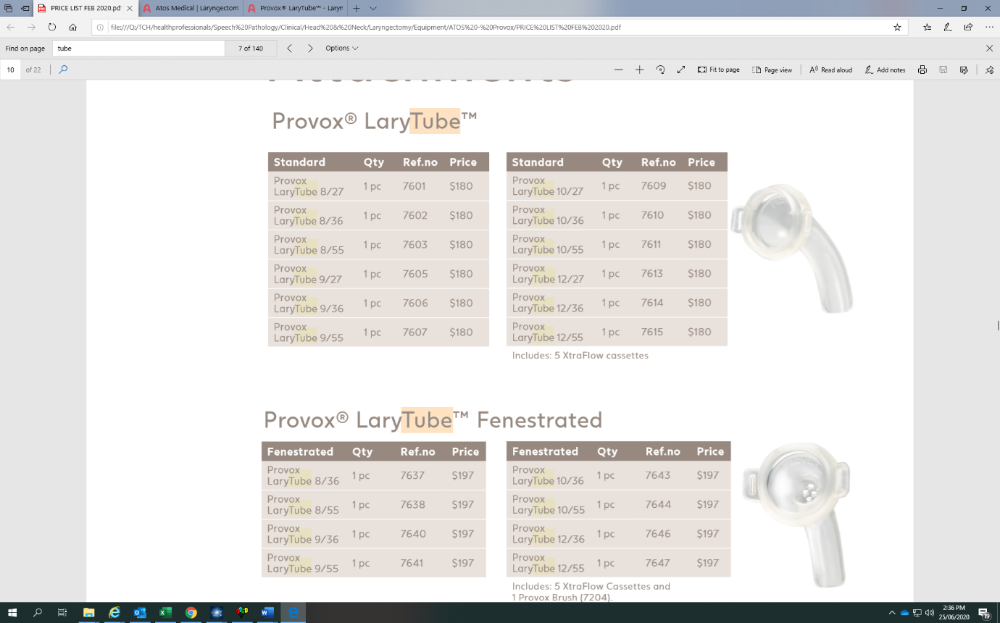 PRICE LIST FEB 2020.pdf
Atos Medical | Laryngectom
Provox® LaryTube™ - Laryn
file:///Q:/TCH/healthprofessionals/Speech%20Pathology/Clinical/Head%20&%20Neck/Laryngectomy/Equipment/ATOS%20-%20Provox/PRICE%20LIST%20FEB%202020.pdf
Find on page
tube
7 of 140
Options
10 of 22
Fit to page
Page view
Read aloud
Add notes
Attachments
Provox® LaryTube™
Standard Qty Ref.no Price
Provox
LaryTube 8/27 1 pc 7601 $180
Provox
LaryTube 8/36 1 pc 7602 $180
Provox
LaryTube 8/55 1 pc 7603 $180
Provox
LaryTube 9/27 1 pc 7605 $180
Provox
LaryTube 9/36 1 pc 7606 $180
Provox
LaryTube 9/55 1 pc 7607 $180
Standard Qty Ref.no Price
Provox
LaryTube 10/27 1 pc 7609 $180
Provox
LaryTube 10/36 1 pc 7610 $180
Provox
LaryTube 10/55 1 pc 7611 $180
Provox
LaryTube 12/27 1 pc 7613 $180
Provox
LaryTube 12/36 1 pc 7614 $180
Provox
LaryTube 12/55 1 pc 7615 $180
Includes: 5 XtraFlow cassettes
Provox® LaryTube™ Fenestrated
Fenestrated Qty Ref.no Price
Provox
LaryTube 8/36 1 pc 7637 $197
Provox
LaryTube 8/55 1 pc 7638 $197
Provox
LaryTube 9/36 1 pc 7640 $197
Provox
LaryTube 9/55 1 pc 7641 $197
Fenestrated Qty Ref.no Price
Provox
LaryTube 10/36 1 pc 7643 $197
Provox
LaryTube 10/55 1 pc 7644 $197
Provox
LaryTube 12/36 1 pc 7646 $197
Provox
LaryTube 12/55 1 pc 7647 $197
Includes: 5 XtraFlow Cassettes and
1 Provox Brush (7204).
2:36 PM
25/06/2020
19